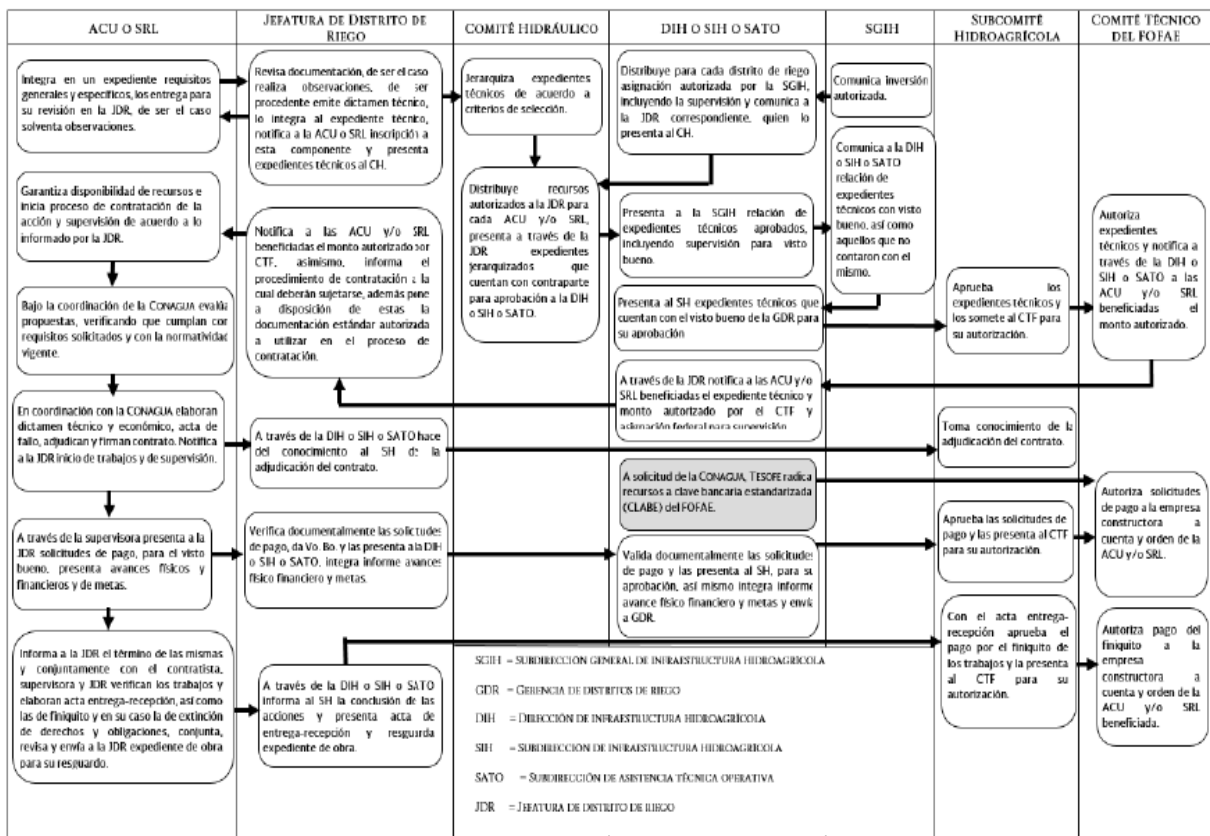 ACU O SRL
JEFATURA DE DISTRITO DE
RIEGO
COMITÉ HIDRÁULICO
DIH O SIH O SATO
SGIH
SUBCOMITÉ
HIDROAGRÍCOLA
COMITÉ TÉCNICO
DEL FOFAE
Integra en un expediente requisitos
generales y específicos, los entrega para
su revisión en la JDR, de ser el caso
solventa observaciones.
Revisa documentación, de ser el caso
realiza observaciones, de ser
procedente emite dictamen técnico,
lo integra al expediente técnico,
notifica a la ACU o SRL inscripción a
esta componente y presenta
expedientes técnicos al CH.
Jerarquiza expedientes
técnicos de acuerdo a
criterios de selección.
Distribuye para cada distrito de riego
asignación autorizada por la SGIH,
incluyendo la supervisión y comunica a
la JDR correspondiente, quien lo
presenta al CH.
Comunica inversión
autorizada.
Garantiza disponibilidad de recursos e
inicia proceso de contratación de la
acción y supervisión de acuerdo a lo
informado por la JDR.
Notifica a las ACU y/o SRL
beneficiadas el monto autorizado por
CTF, asimismo, informa el
procedimiento de contratación a la
cual deberán sujetarse, además pone
a disposición de estas la
documentación estándar autorizada
a utilizar en el proceso de
contratación.
Distribuye recursos
autorizados a la JDR para
cada ACU y/o SRL,
presenta a través de la
JDR expedientes
jerarquizados que
cuentan con contraparte
para aprobación a la DIH
o SIH o SATO.
Presenta a la SGIH relación de
expedientes técnicos aprobados,
incluyendo supervisión para visto
bueno.
Comunica a la DIH
o SIH o SATO
relación de
expedientes
técnicos con visto
bueno, así como
aquellos que no
contaron con el
mismo.
Presenta al SH expedientes técnicos que
cuentan con el visto bueno de la GDR para
su aprobación
Aprueba los
expedientes técnicos y
los somete al CTF para
su autorización.
Autoriza
expedientes
técnicos y notifica a
través de la DIH o
SIH o SATO a las
ACU y/o SRL
beneficiadas el
monto autorizado.
Bajo la coordinación de la CONAGUA evalúa
propuestas, verificando que cumplan con
requisitos solicitados y con la normatividad
vigente.
A través de la JDR notifica a las ACU y/o
SRL beneficiadas el expediente técnico y
monto autorizado por el CTF y
asignación federal para supervisión
En coordinación con la CONAGUA elaboran
dictamen técnico y económico, acta de
fallo, adjudican y firman contrato. Notifica
a la JDR inicio de trabajos y de supervisión.
A través de la DIH o SIH o SATO hace
del conocimiento al SH de la
adjudicación del contrato.
Toma conocimiento de la
adjudicación del contrato.
A solicitud de la CONAGUA, TESOFE radica
recursos a clave bancaria estandarizada
(CLABE) del FOFAE.
A través de la supervisora presenta a la
JDR solicitudes de pago, para el visto
bueno, presenta avances físicos y
financieros y de metas.
Verifica documentalmente las solicitudes
de pago, da Vo. Bo. y las presenta a la DIH
o SIH o SATO, integra informe avances
físico financiero y metas.
Valida documentalmente las solicitudes
de pago y las presenta al SH, para su
aprobación, así mismo integra informe
avance físico financiero y metas y envía
a GDR.
Aprueba las solicitudes de
pago y las presenta al CTF
para su autorización.
Autoriza solicitudes
de pago a la empresa
constructora a
cuenta y orden de la
ACU y/o SRL.
Informa a la JDR el término de las mismas
y conjuntamente con el contratista,
supervisora y JDR verifican los trabajos y
elaboran acta entrega-recepción, así como
las de finiquito y en su caso la de extinción
de derechos y obligaciones, conjunta,
revisa y envía a la JDR expediente de obra
para su resguardo.
A través de la DIH o SIH o SATO
informa al SH la conclusión de las
acciones y presenta acta de
entrega-recepción y resguarda
expediente de obra.
Con el acta entrega-
recepción aprueba el
pago por el finiquito de
los trabajos y la presenta
al CTF para su
autorización.
Autoriza pago del
finiquito a la
empresa
constructora a
cuenta y orden de la
ACU y/o SRL
beneficiada.
SGIH = SUBDIRECCIÓN GENERAL DE INFRAESTRUCTURA HIDROAGRÍCOLA
GDR = GERENCIA DE DISTRITOS DE RIEGO
DIH = DIRECCIÓN DE INFRAESTRUCTURA HIDROAGRÍCOLA
SIH = SUBDIRECCIÓN DE INFRAESTRUCTURA HIDROAGRÍCOLA
SATO = SUBDIRECCIÓN DE ASISTENCIA TÉCNICA OPERATIVA
JDR = JEFATURA DE DISTRITO DE RIEGO